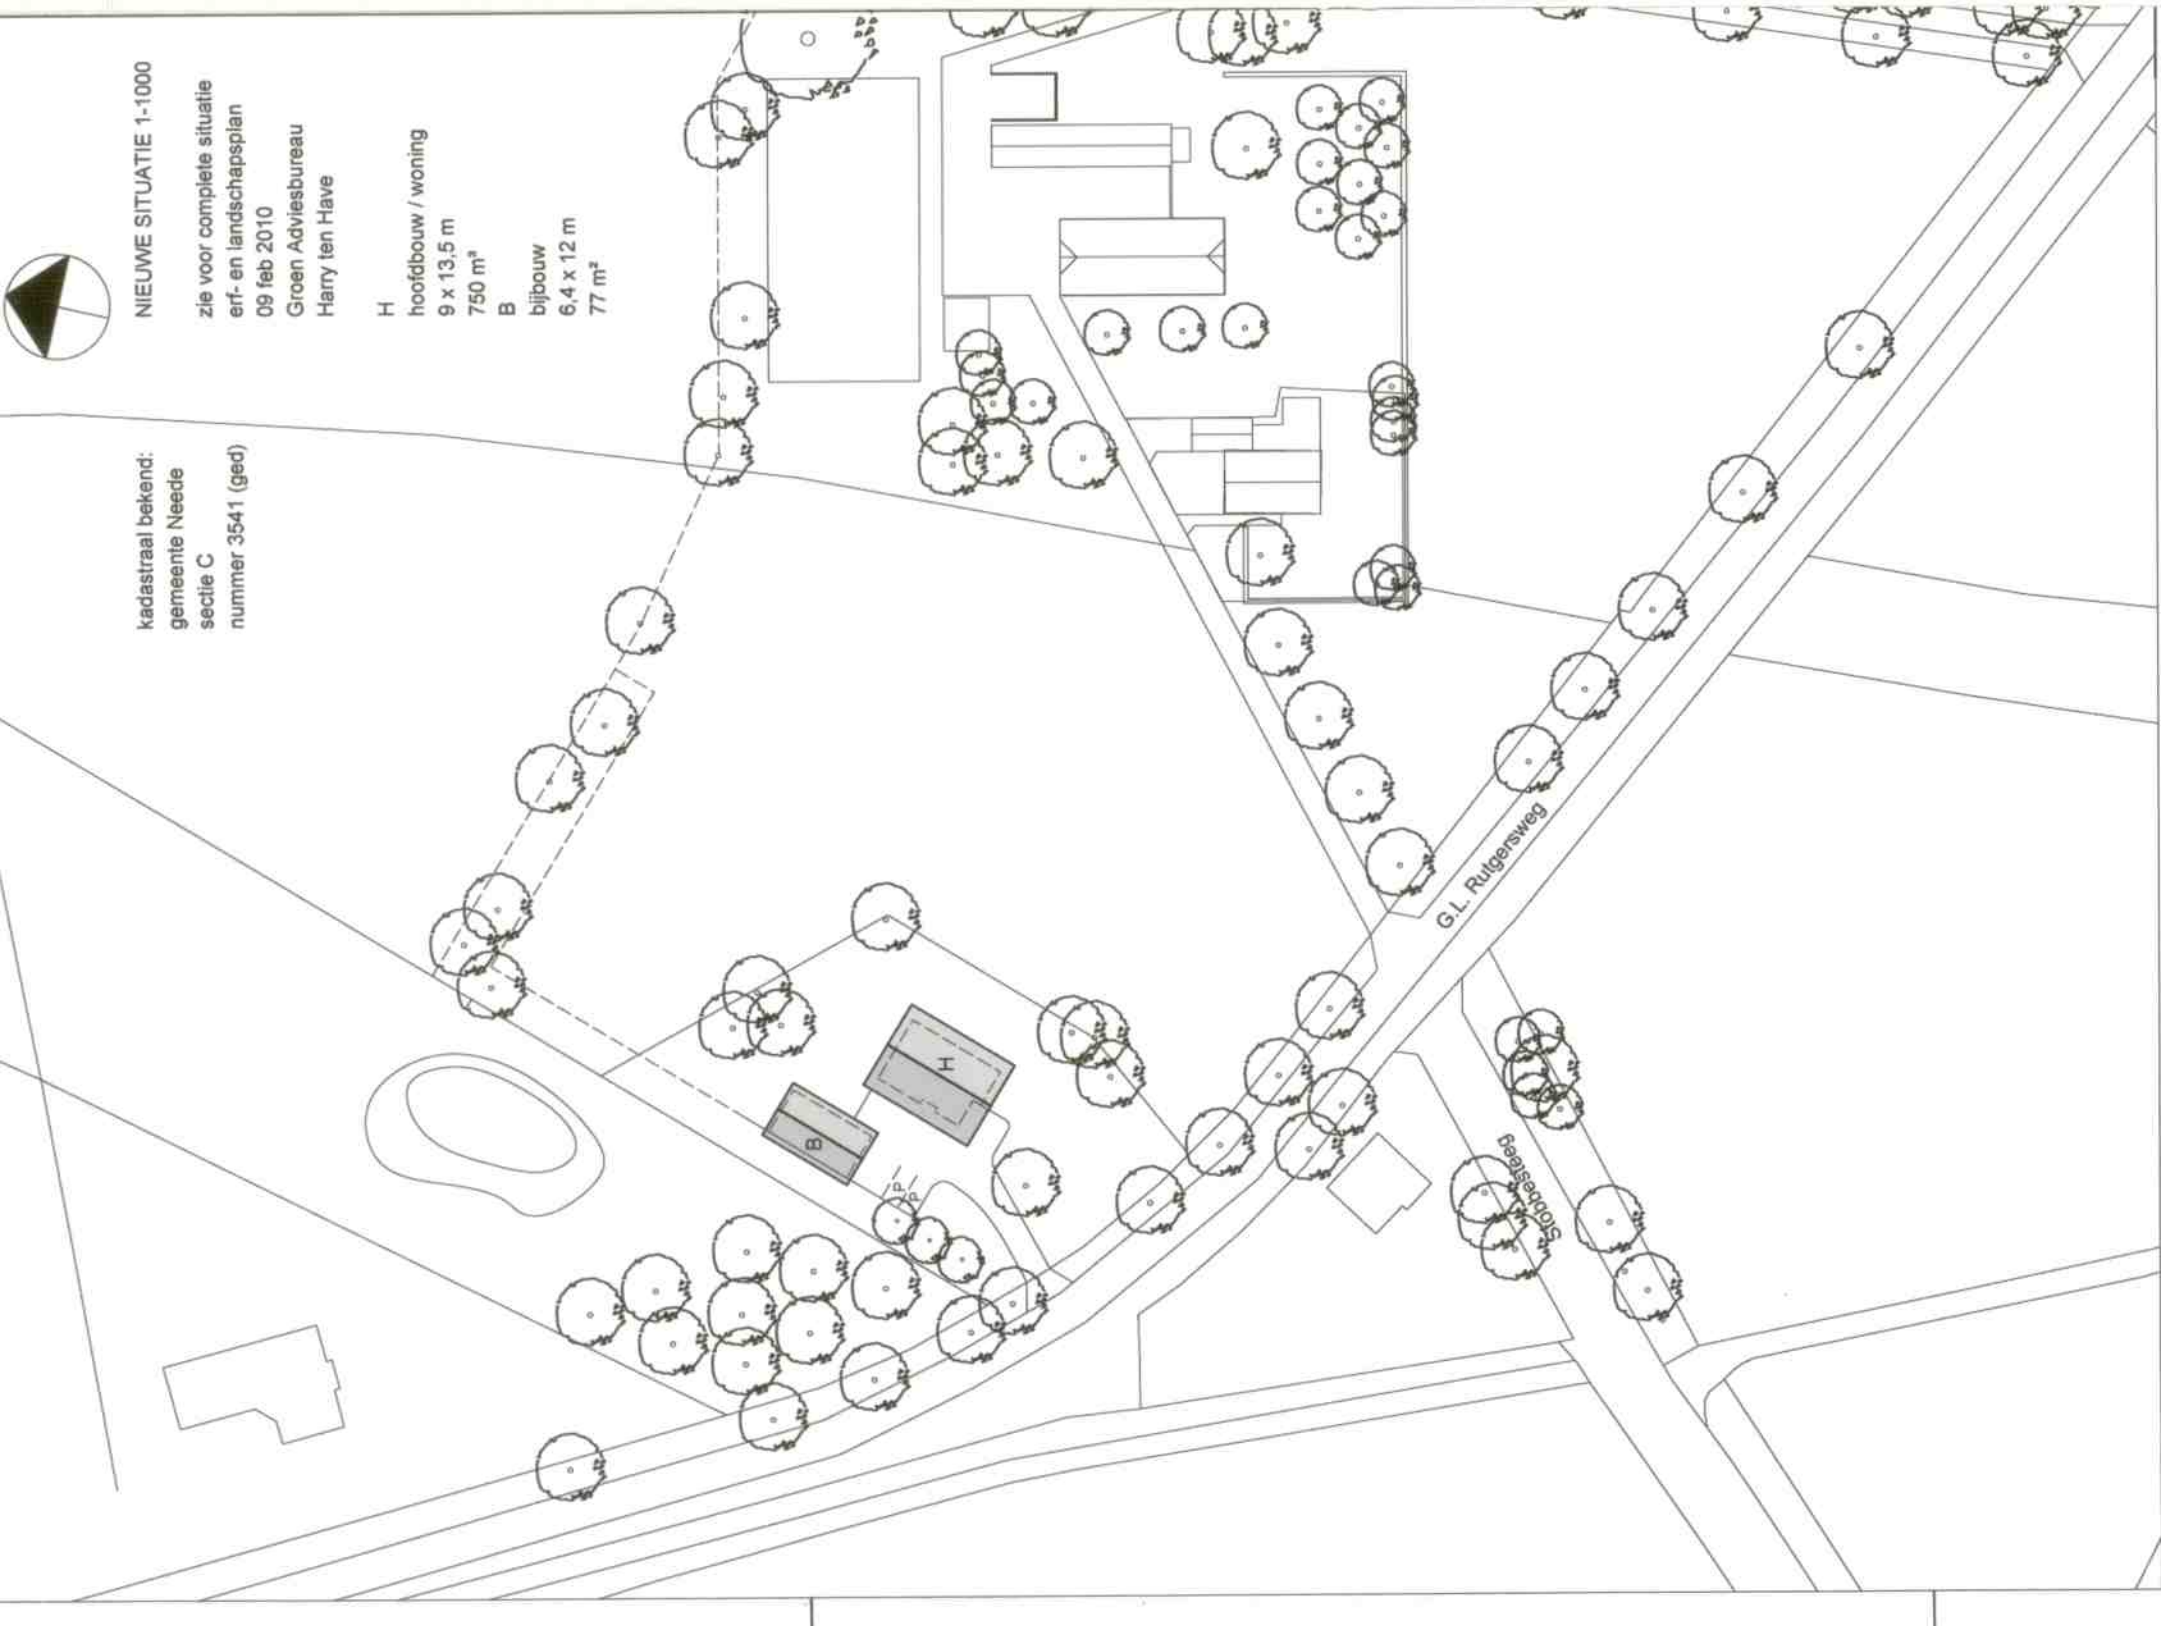 NIEUWE SITUATIE 1-1000
zie voor complete situatie
erf- en landschapsplan
09 feb 2010
Groen Adviesbureau
Harry ten Have
H
hoofdbouw / woning
9 x 13,5 m
750 m³
B
bijbouw
6,4 x 12 m
77 m²
kadastraal bekend:
gemeente Neede
sectie C
nummer 3541 (ged)
H
B
P
P
G.L. Rutgersweg
Stobbesteeg